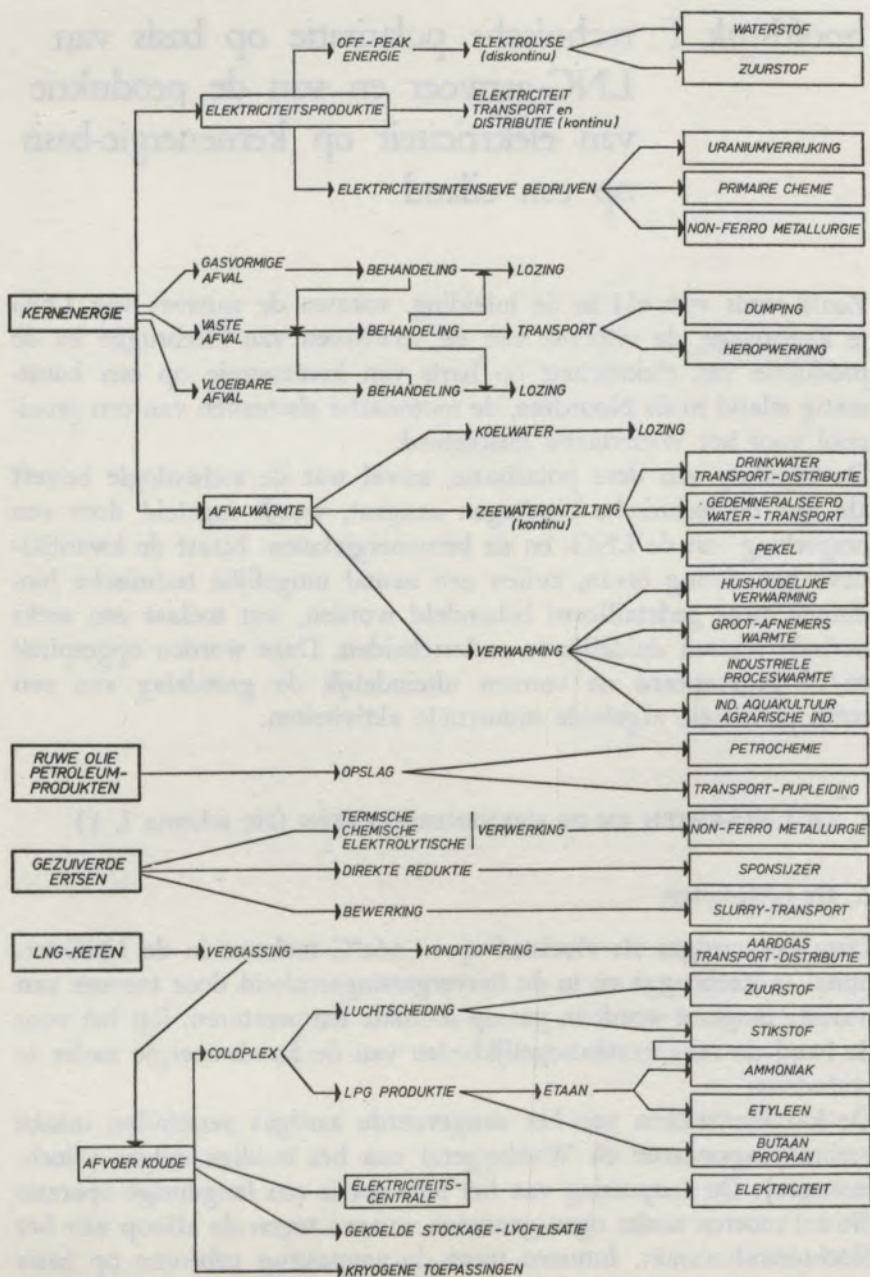 OFF-PEAK
ENERGIE
ELEKTROLYSE
(diskontinu)
WATERSTOF
ZUURSTOF
ELEKTRICITEITSPRODUKTIE
ELEKTRICITEIT
TRANSPORT en
DISTRIBUTIE (kontinu)
ELEKTRICITEITSINTENSIEVE BEDRIJVEN
URANIUMVERRIJKING
PRIMAIRE CHEMIE
NON-FERRO METALLURGIE
KERNENERGIE
GASVORMIGE
AFVAL
BEHANDELING
LOZING
VASTE
AFVAL
BEHANDELING
TRANSPORT
DUMPING
HEROPWERKING
VLOEIBARE
AFVAL
BEHANDELING
LOZING
AFVALWARMTE
KOELWATER
LOZING
ZEEWATERONTZILTING
(kontinu)
DRINKWATER
TRANSPORT-DISTRIBUTIE
GEDEMINERALISEERD
WATER-TRANSPORT
PEKEL
VERWARMING
HUISHOUDELIJKE
VERWARMING
GROOT-AFNEMERS
WARMTE
INDUSTRIELE
PROCESWARMTE
IND. AQUAKULTUUR
AGRARISCHE IND.
RUWE OLIE
PETROLEUM-
PRODUKTEN
OPSLAG
PETROCHEMIE
TRANSPORT-PIJPLEIDING
GEZUIVERDE
ERTSEN
TERMISCHE
CHEMISCHE
ELEKTROLYTISCHE
VERWERKING
NON-FERRO METALLURGIE
DIREKTE REDUKTIE
SPONSIJZER
BEWERKING
SLURRY-TRANSPORT
LNG-KETEN
VERGASSING
KONDITIONERING
AARDGAS
TRANSPORT-DISTRIBUTIE
COLDPLEX
LUCHTSCHEIDING
ZUURSTOF
STIKSTOF
LPG PRODUKTIE
ETAAN
AMMONIAK
ETYLEEN
BUTAAN
PROPAAN
AFVOER KOUDE
ELEKTRICITEITS-
CENTRALE
ELEKTRICITEIT
GEKOELDE STOCKAGE-LYOFILISATIE
KRYOGENE TOEPASSINGEN